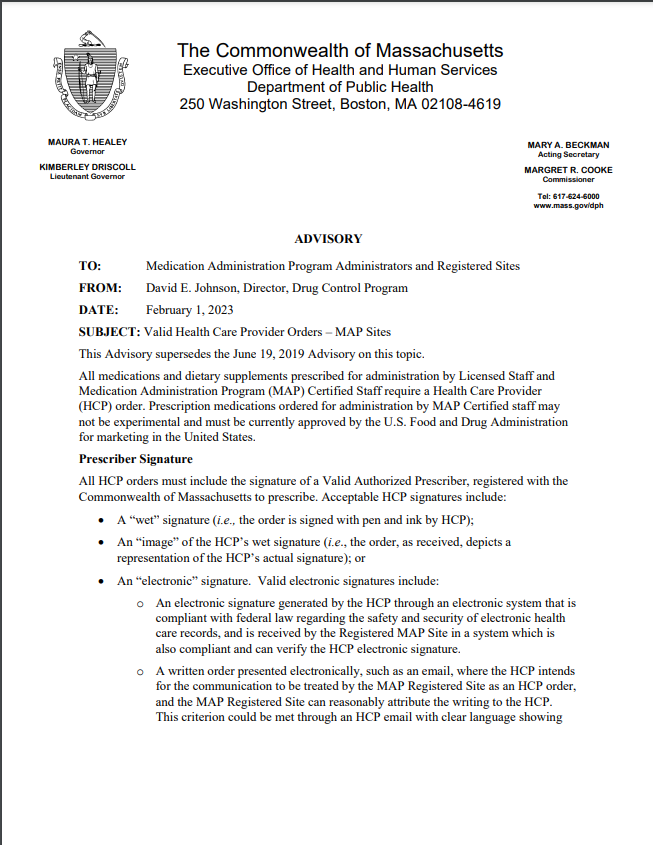 The Commonwealth of Massachusetts
Executive Office of Health and Human Services
Department of Public Health
250 Washington Street, Boston, MA 02108-4619
MAURA T. HEALEY
Governor
KIMBERLEY DRISCOLL
Lieutenant Governor
MARY A. BECKMAN
Acting Secretary
MARGRET R. COOKE
Commissioner
Tel: 617-624-6000
www.mass.gov/dph
ADVISORY
TO: Medication Administration Program Administrators and Registered Sites
FROM: David E. Johnson, Director, Drug Control Program
DATE: February 1, 2023
SUBJECT: Valid Health Care Provider Orders – MAP Sites
This Advisory supersedes the June 19, 2019 Advisory on this topic.
All medications and dietary supplements prescribed for administration by Licensed Staff and
Medication Administration Program (MAP) Certified Staff require a Health Care Provider
(HCP) order. Prescription medications ordered for administration by MAP Certified staff may
not be experimental and must be currently approved by the U.S. Food and Drug Administration
for marketing in the United States.
Prescriber Signature
All HCP orders must include the signature of a Valid Authorized Prescriber, registered with the
Commonwealth of Massachusetts to prescribe. Acceptable HCP signatures include:
• A “wet” signature (i.e., the order is signed with pen and ink by HCP);
• An “image” of the HCP’s wet signature (i.e., the order, as received, depicts a
representation of the HCP’s actual signature); or
• An “electronic” signature. Valid electronic signatures include:
o An electronic signature generated by the HCP through an electronic system that is
compliant with federal law regarding the safety and security of electronic health
care records, and is received by the Registered MAP Site in a system which is
also compliant and can verify the HCP electronic signature.
o A written order presented electronically, such as an email, where the HCP intends
for the communication to be treated by the MAP Registered Site as an HCP order,
and the MAP Registered Site can reasonably attribute the writing to the HCP.
This criterion could be met through an HCP email with clear language showing